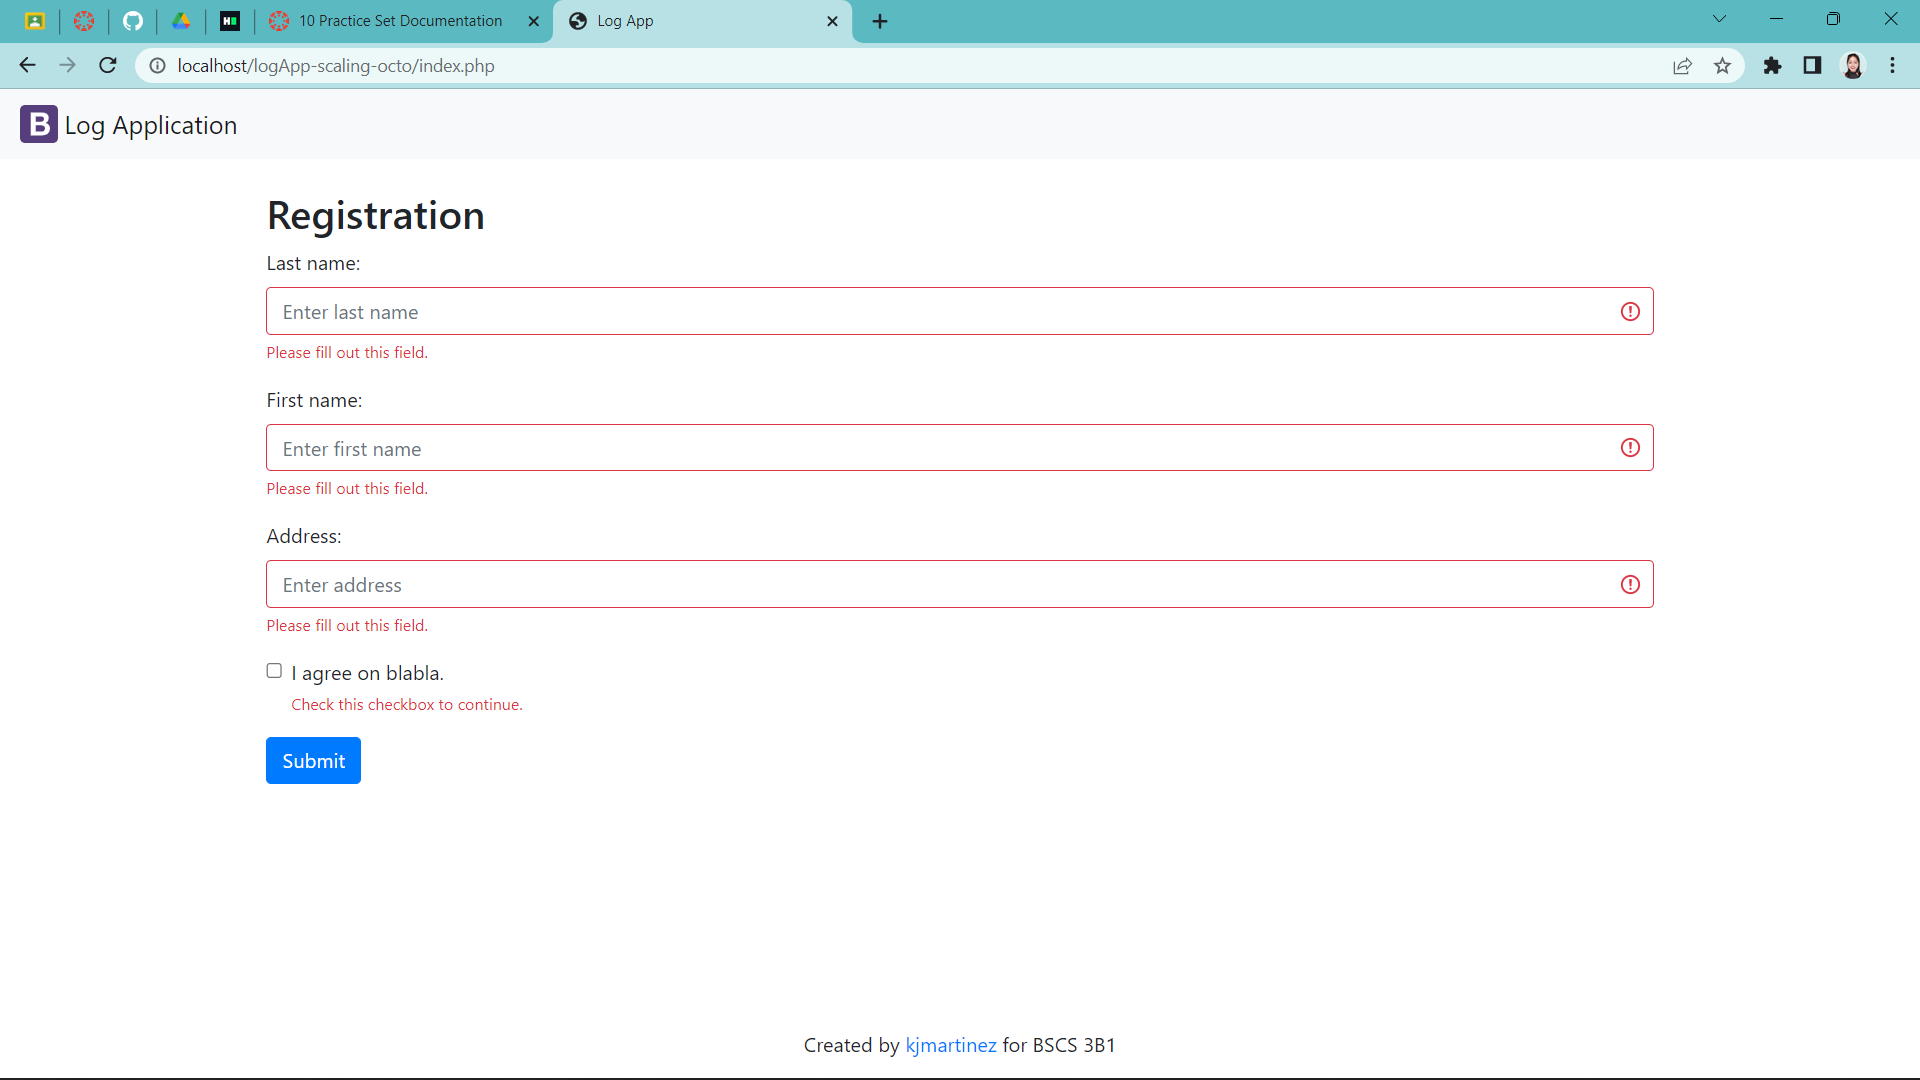 10 Practice Set Documentation
Log App
localhost/logApp-scaling-octo/index.php
B Log Application
Registration
Last name:
Enter last name
Please fill out this field.
First name:
Enter first name
Please fill out this field.
Address:
Enter address
Please fill out this field.
I agree on blabla.
Check this checkbox to continue.
Submit
Created by kjmartinez for BSCS 3B1